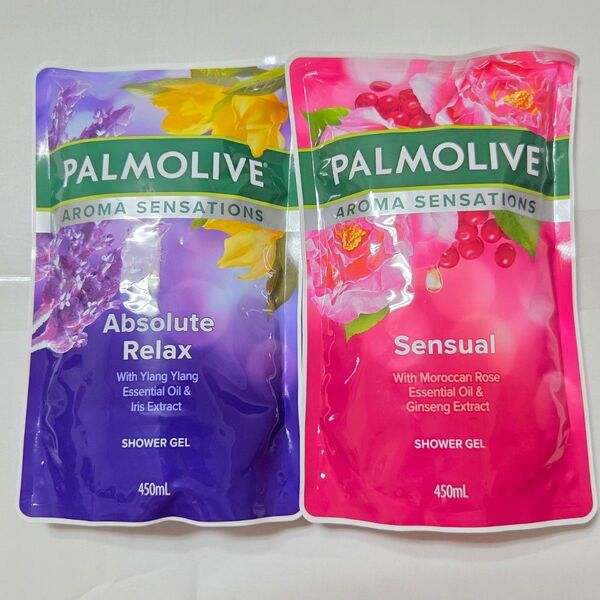 PALMOLIVE
AROMA SENSATIONS
Absolute
Relax
With Ylang Ylang
Essential Oil &
Iris Extract
SHOWER GEL
450mL
PALMOLIVE
AROMA SENSATIONS
Sensual
With Moroccan Rose
Essential Oil &
Ginseng Extract
SHOWER GEL
450mL